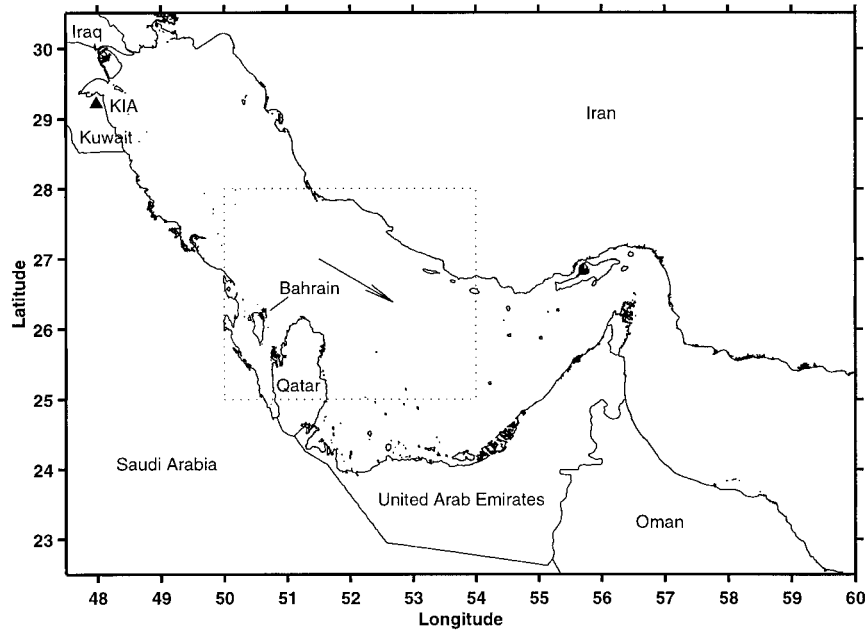 30
29
28
27
26
25
24
23
Latitude
Iraq
KIA
Kuwait
Iran
Bahrain
Qatar
Saudi Arabia
United Arab Emirates
Oman
48 49 50 51 52 53 54 55 56 57 58 59 60
Longitude